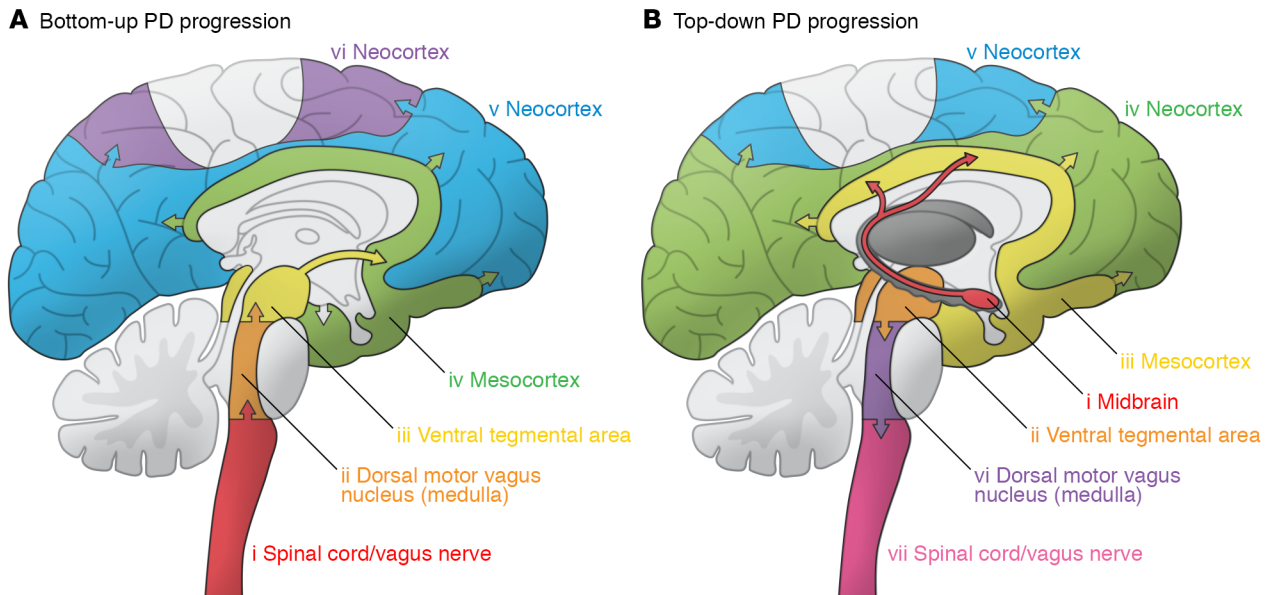 A Bottom-up PD progression
vi Neocortex
v Neocortex
iv Mesocortex
iii Ventral tegmental area
ii Dorsal motor vagus
nucleus (medulla)
i Spinal cord/vagus nerve
B Top-down PD progression
v Neocortex
iv Neocortex
iii Mesocortex
i Midbrain
ii Ventral tegmental area
vi Dorsal motor vagus
nucleus (medulla)
vii Spinal cord/vagus nerve